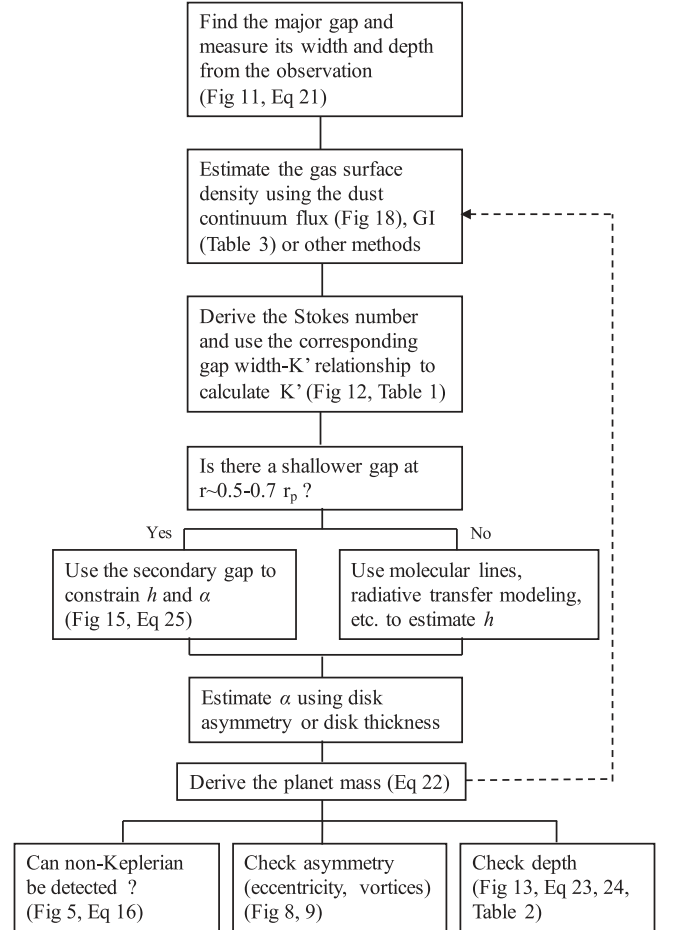 Find the major gap and
measure its width and depth
from the observation
(Fig 11, Eq 21)
Estimate the gas surface
density using the dust
continuum flux (Fig 18), GI
(Table 3) or other methods
Derive the Stokes number
and use the corresponding
gap width-K’ relationship to
calculate K’ (Fig 12, Table 1)
Is there a shallower gap at
r~0.5-0.7 rp ?
Yes
No
Use the secondary gap to
constrain h and α
(Fig 15, Eq 25)
Use molecular lines,
radiative transfer modeling,
etc. to estimate h
Estimate α using disk
asymmetry or disk thickness
Derive the planet mass (Eq 22)
Can non-Keplerian
be detected ?
(Fig 5, Eq 16)
Check asymmetry
(eccentricity, vortices)
(Fig 8, 9)
Check depth
(Fig 13, Eq 23, 24,
Table 2)